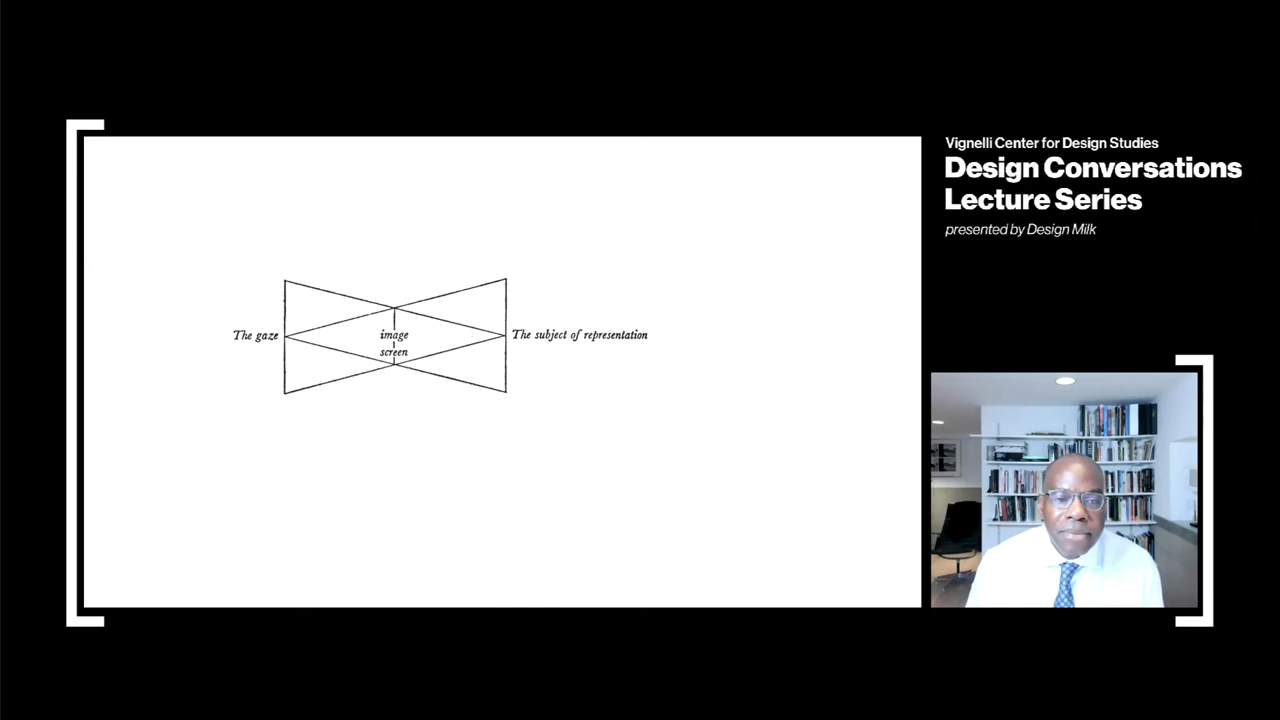 Vignelli Center for Design Studies
Design Conversations
Lecture Series
presented by Design Milk
The gaze
image
screen
The subject of representation